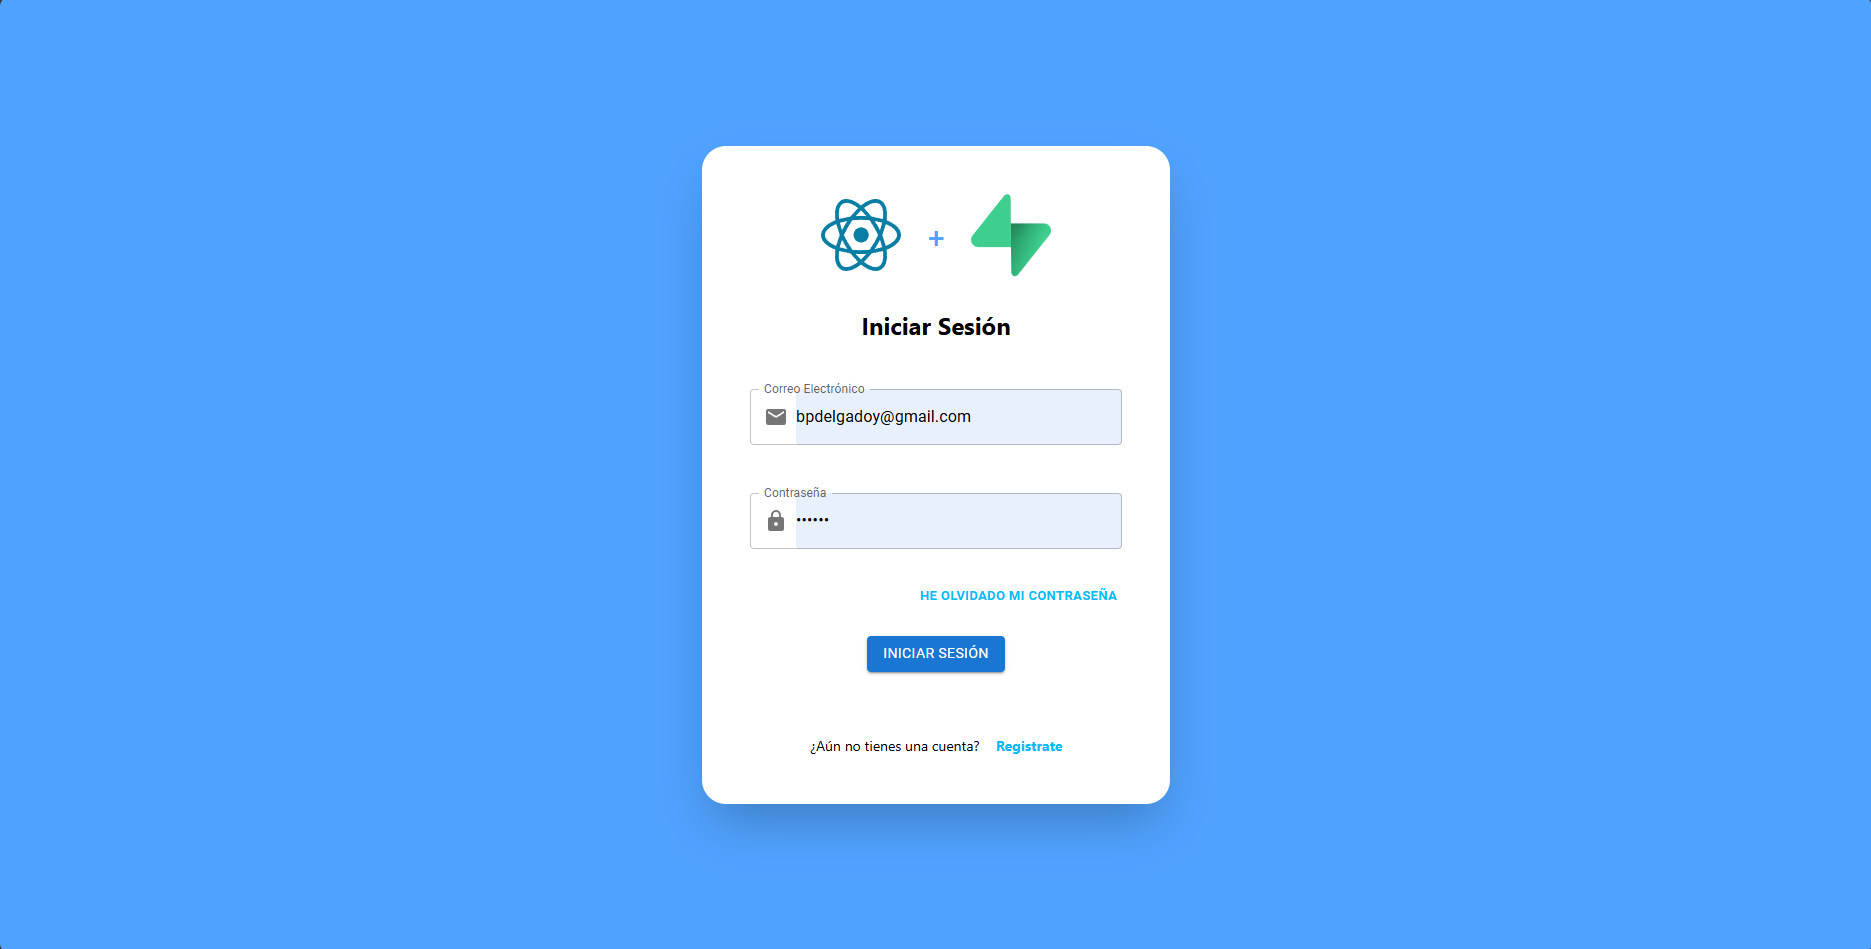 +
Iniciar Sesión
Correo Electrónico
bpdelgadoy@gmail.com
Contraseña
••••••
HE OLVIDADO MI CONTRASEÑA
INICIAR SESIÓN
¿Aún no tienes una cuenta? Registrate